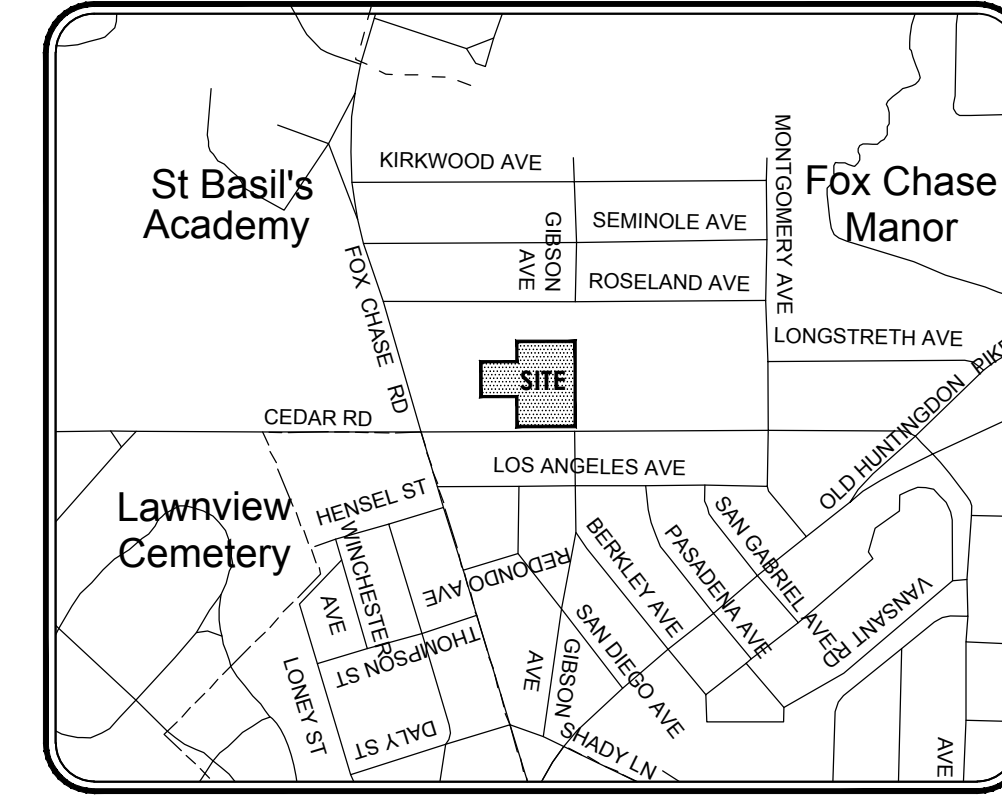 KIRKWOOD AVE
St Basil's
Academy
MONTGOMERY AVE
Fox Chase
Manor
SEMINOLE AVE
GIBSON
AVE
ROSELAND AVE
FOX CHASE RD
LONGSTRETH AVE
OLD HUNTINGDON PIKE
SITE
CEDAR RD
LOS ANGELES AVE
Lawnview
Cemetery
HENSEL ST
WINCHESTER
AVE
REDONDO AVE
BERKLEY AVE
PASADENA AVE
SAN GABRIEL AVE
VANSANT RD
THOMPSON ST
SAN DIEGO AVE
GIBSON
AVE
LONEY ST
DALY ST
SHADY LN
AVE